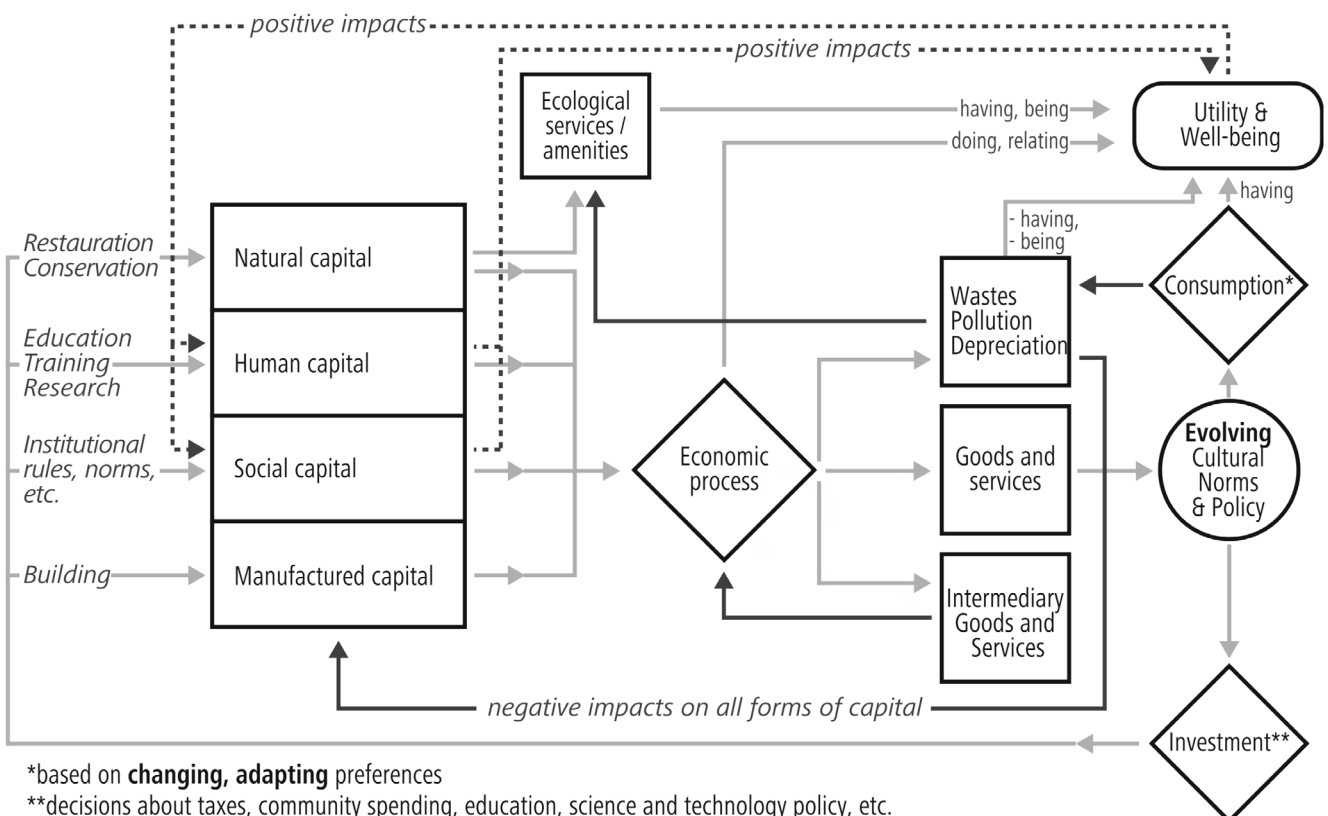 positive impacts
positive impacts
Ecological
services /
amenities
having, being
doing, relating
Utility &
Well-being
having
- having,
- being
Restauration
Conservation
Natural capital
Education
Training
Research
Human capital
Institutional
rules, norms,
etc.
Social capital
Building
Manufactured capital
Economic
process
Wastes
Pollution
Depreciation
Goods and
services
Intermediary
Goods and
Services
Consumption*
Evolving
Cultural
Norms
& Policy
Investment**
negative impacts on all forms of capital
*based on changing, adapting preferences
**decisions about taxes, community spending, education, science and technology policy, etc.